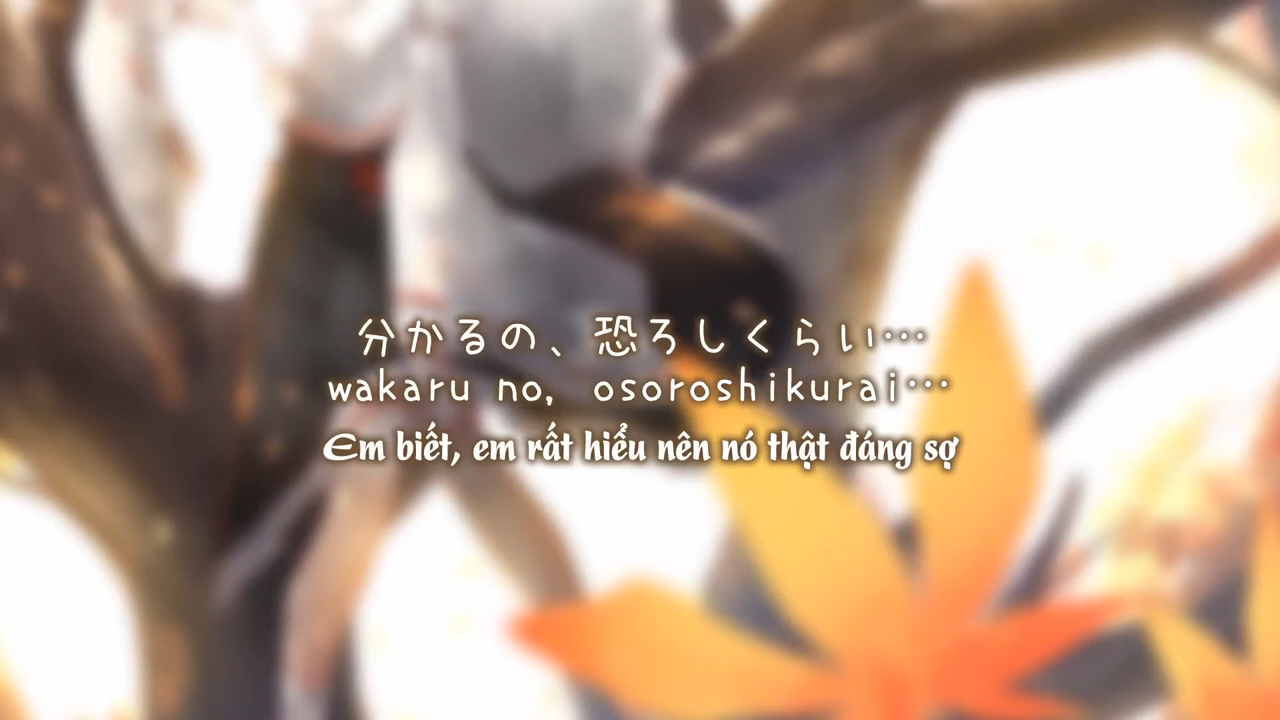 分かるの、恐ろしくらい…
wakaru no, osoroshikurai…
Em biết, em rất hiểu nên nó thật đáng sợ